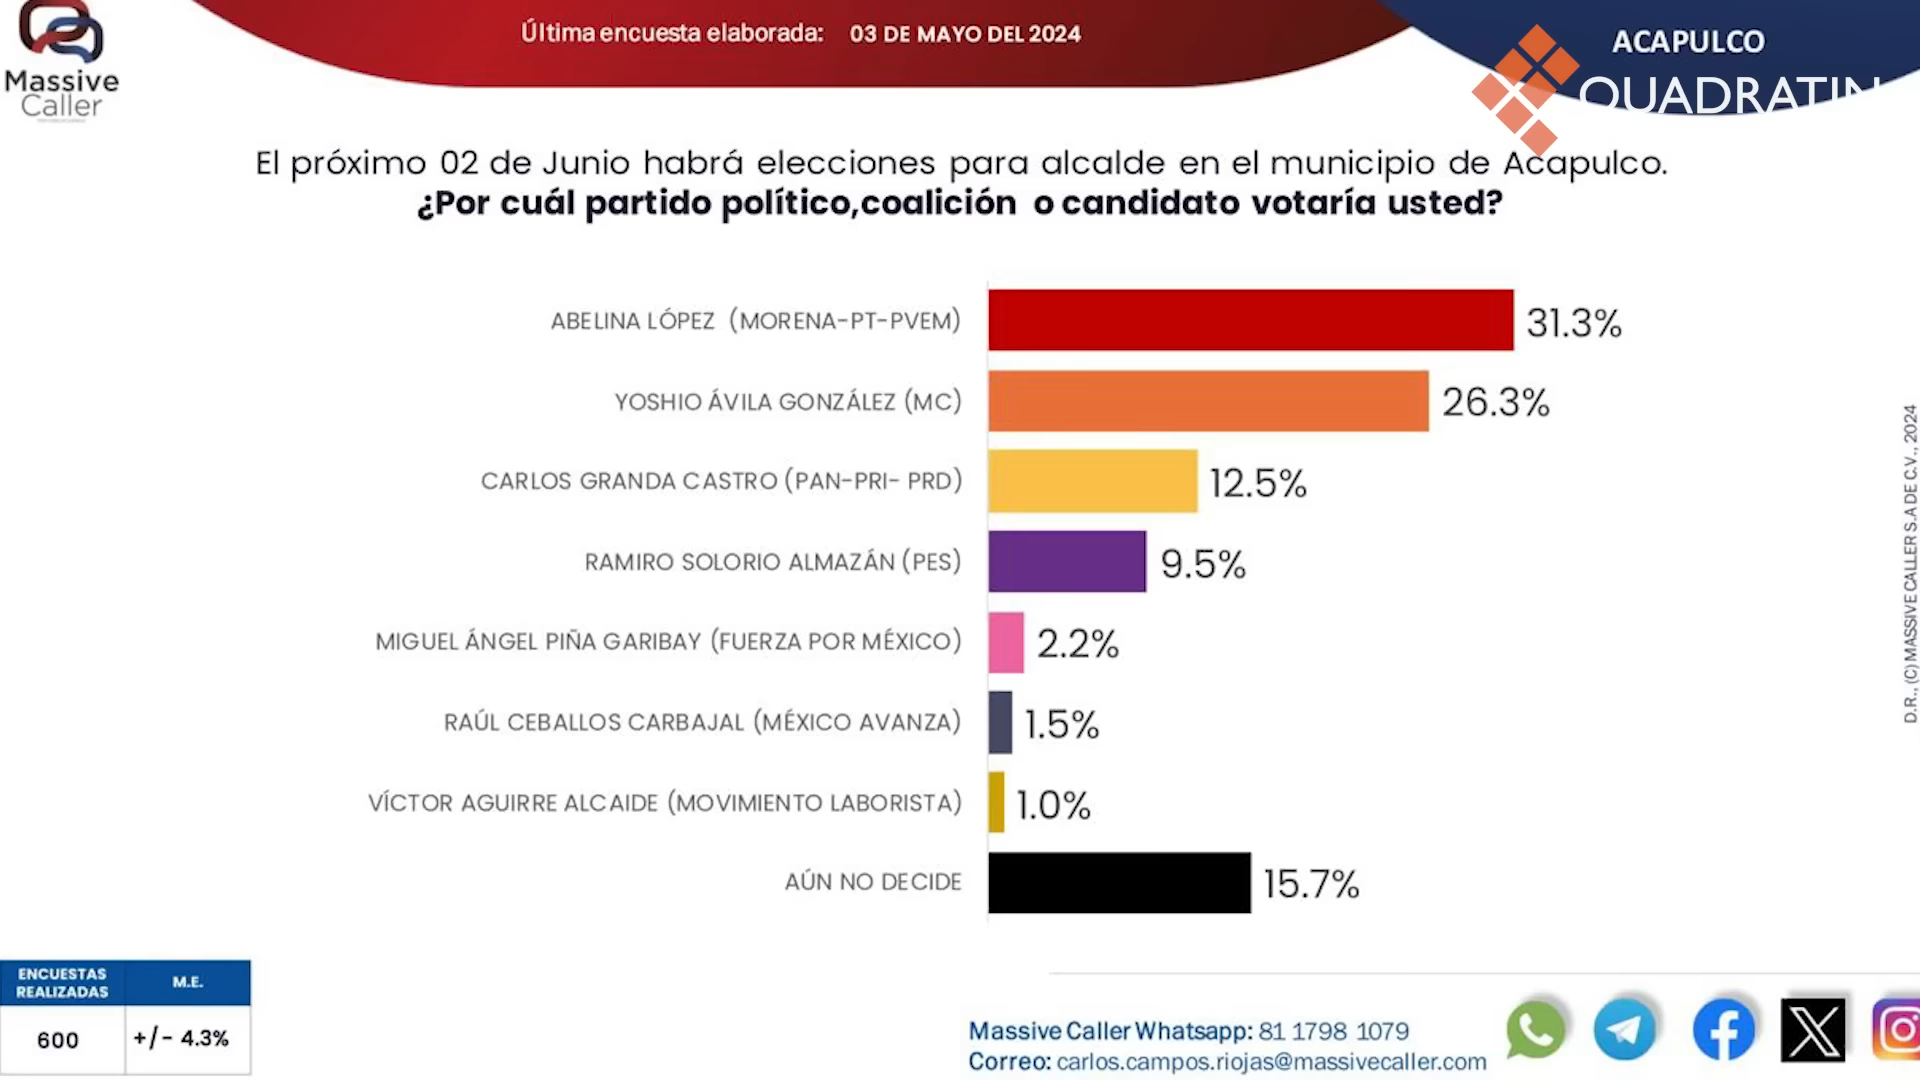 Massive
Caller
Última encuesta elaborada: 03 DE MAYO DEL 2024
ACAPULCO
QUADRATIN
El próximo 02 de Junio habrá elecciones para alcalde en el municipio de Acapulco.
¿Por cuál partido político,coalición o candidato votaría usted?
ABELINA LÓPEZ (MORENA-PT-PVEM) 31.3%
YOSHIO ÁVILA GONZÁLEZ (MC) 26.3%
CARLOS GRANDA CASTRO (PAN-PRI- PRD) 12.5%
RAMIRO SOLORIO ALMAZÁN (PES) 9.5%
MIGUEL ÁNGEL PIÑA GARIBAY (FUERZA POR MÉXICO) 2.2%
RAÚL CEBALLOS CARBAJAL (MÉXICO AVANZA) 1.5%
VÍCTOR AGUIRRE ALCAIDE (MOVIMIENTO LABORISTA) 1.0%
AÚN NO DECIDE 15.7%
D.R., (C) MASSIVE CALLER S.A DE C.V., 2024
ENCUESTAS REALIZADAS M.E.
600 +/- 4.3%
Massive Caller Whatsapp: 81 1798 1079
Correo: carlos.campos.riojas@massivecaller.com